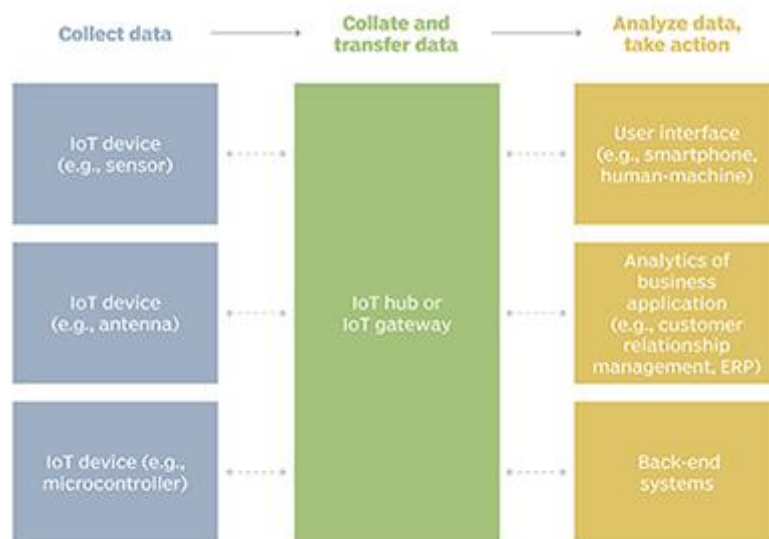 Collect data
Collate and
transfer data
Analyze data,
take action
IoT device
(e.g., sensor)
IoT device
(e.g., antenna)
IoT device (e.g.,
microcontroller)
IoT hub or
IoT gateway
User interface
(e.g., smartphone,
human-machine)
Analytics of
business
application
(e.g., customer
relationship
management, ERP)
Back-end
systems